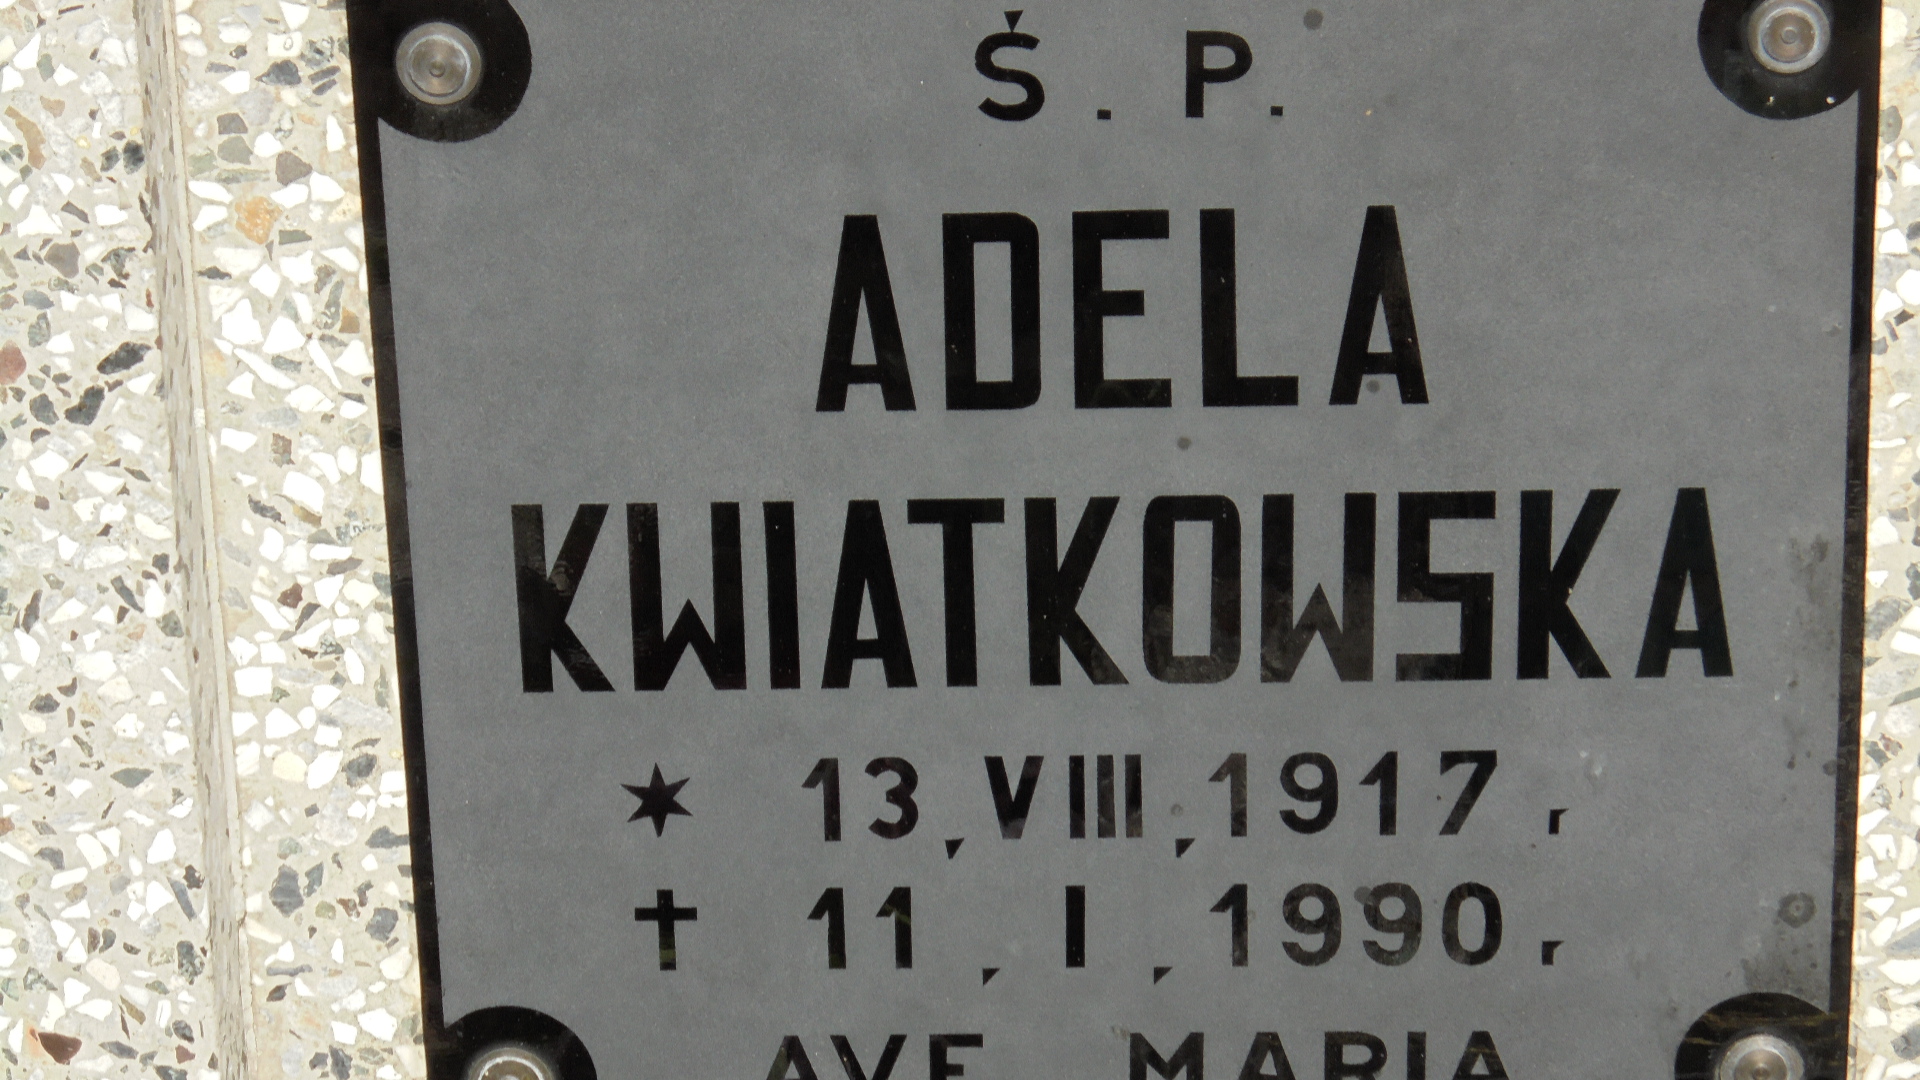 Ś. P.
ADELA
KWIATKOWSKA
✶ 13,VIII,1917 r
† 11, I, 1990 r
AVE MARIA